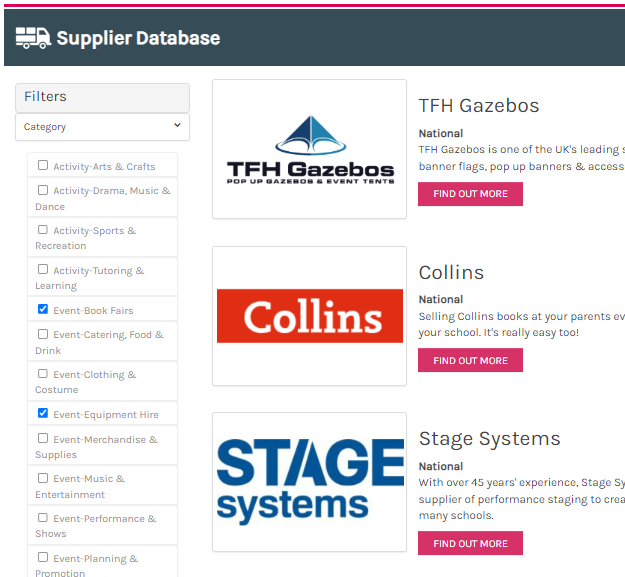 Supplier Database
Filters
Category
Activity-Arts & Crafts
Activity-Drama, Music &
Dance
Activity-Sports &
Recreation
Activity-Tutoring &
Learning
Event-Book Fairs
Event-Catering, Food &
Drink
Event-Clothing &
Costume
Event-Equipment Hire
Event-Merchandise &
Supplies
Event-Music &
Entertainment
Event-Performance &
Shows
Event-Planning &
Promotion
TFH Gazebos
POP UP GAZEBOS & EVENT TENTS
TFH Gazebos
National
TFH Gazebos is one of the UK's leading s
banner flags, pop up banners & access
FIND OUT MORE
Collins
Collins
National
Selling Collins books at your parents ev
your school. It's really easy too!
FIND OUT MORE
STAGE
systems
Stage Systems
National
With over 45 years' experience, Stage Sy
supplier of performance staging to crea
many schools.
FIND OUT MORE